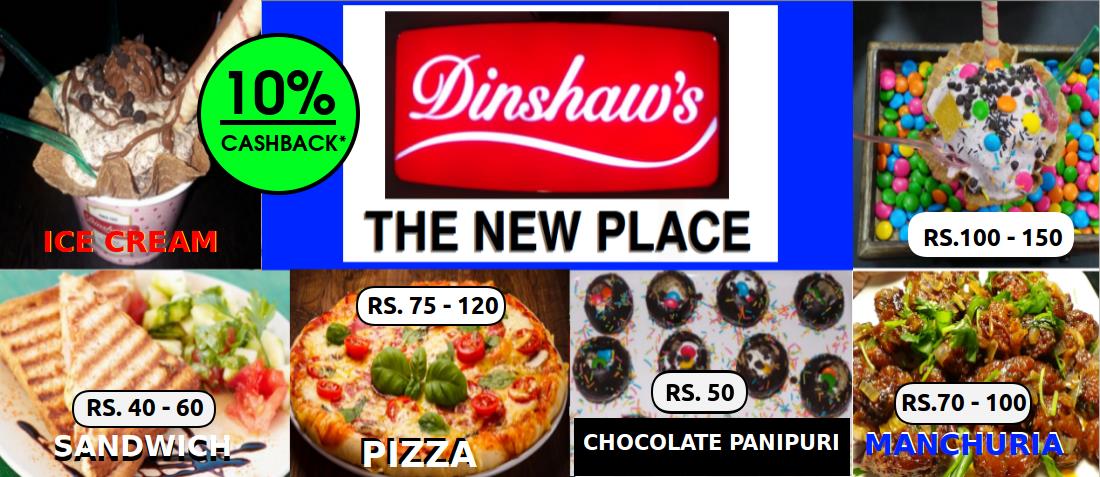 10%
CASHBACK*
Dinshaw's
THE NEW PLACE
ICE CREAM
RS.100 - 150
RS. 40 - 60
SANDWICH
RS. 75 - 120
PIZZA
RS. 50
CHOCOLATE PANIPURI
RS.70 - 100
MANCHURIA